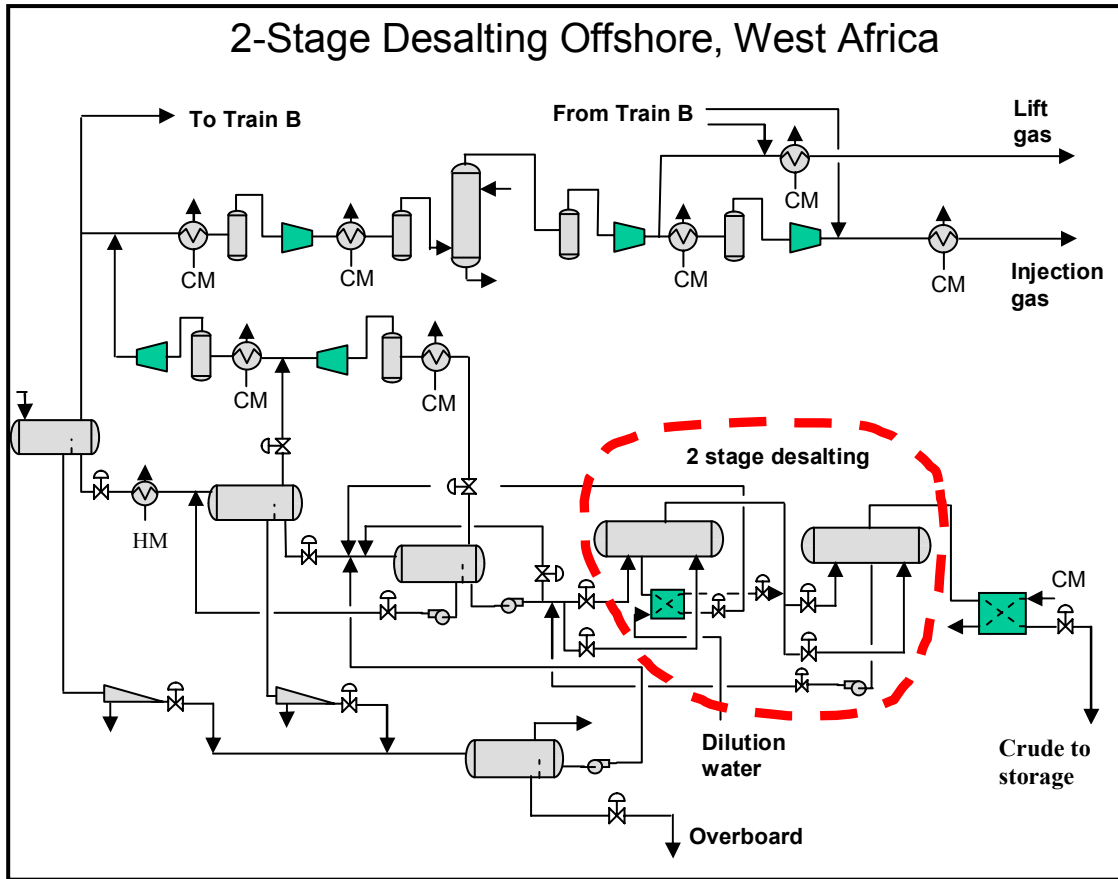 2-Stage Desalting Offshore, West Africa
To Train B
From Train B
Lift
gas
CM
CM
CM
CM
CM
Injection
gas
CM
CM
2 stage desalting
HM
CM
Dilution
water
Crude to
storage
Overboard